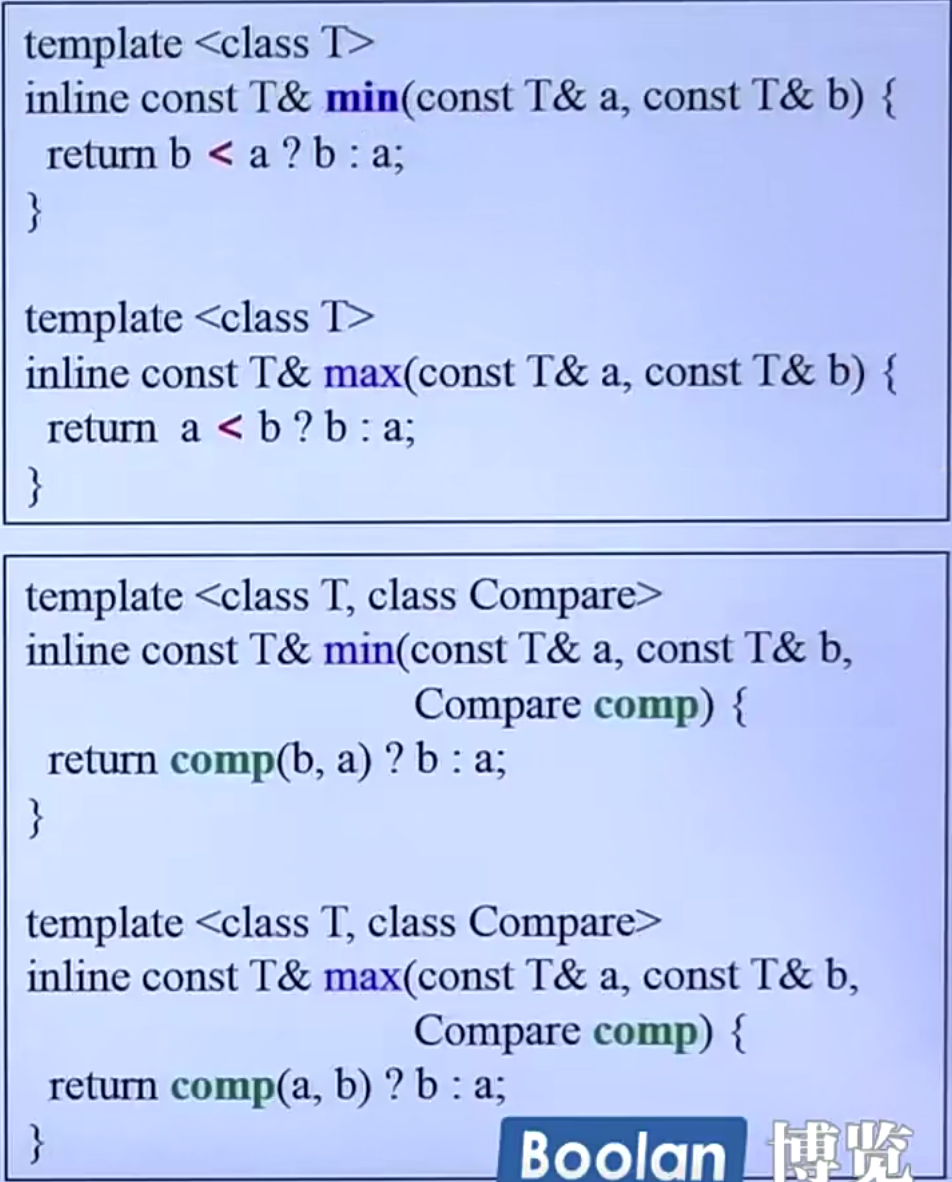 template <class T>
inline const T& min(const T& a, const T& b) {
  return b < a ? b : a;
}
template <class T>
inline const T& max(const T& a, const T& b) {
  return  a < b ? b : a;
}
template <class T, class Compare>
inline const T& min(const T& a, const T& b,
                    Compare comp) {
  return comp(b, a) ? b : a;
}
template <class T, class Compare>
inline const T& max(const T& a, const T& b,
                    Compare comp) {
  return comp(a, b) ? b : a;
}
Boolan 博览